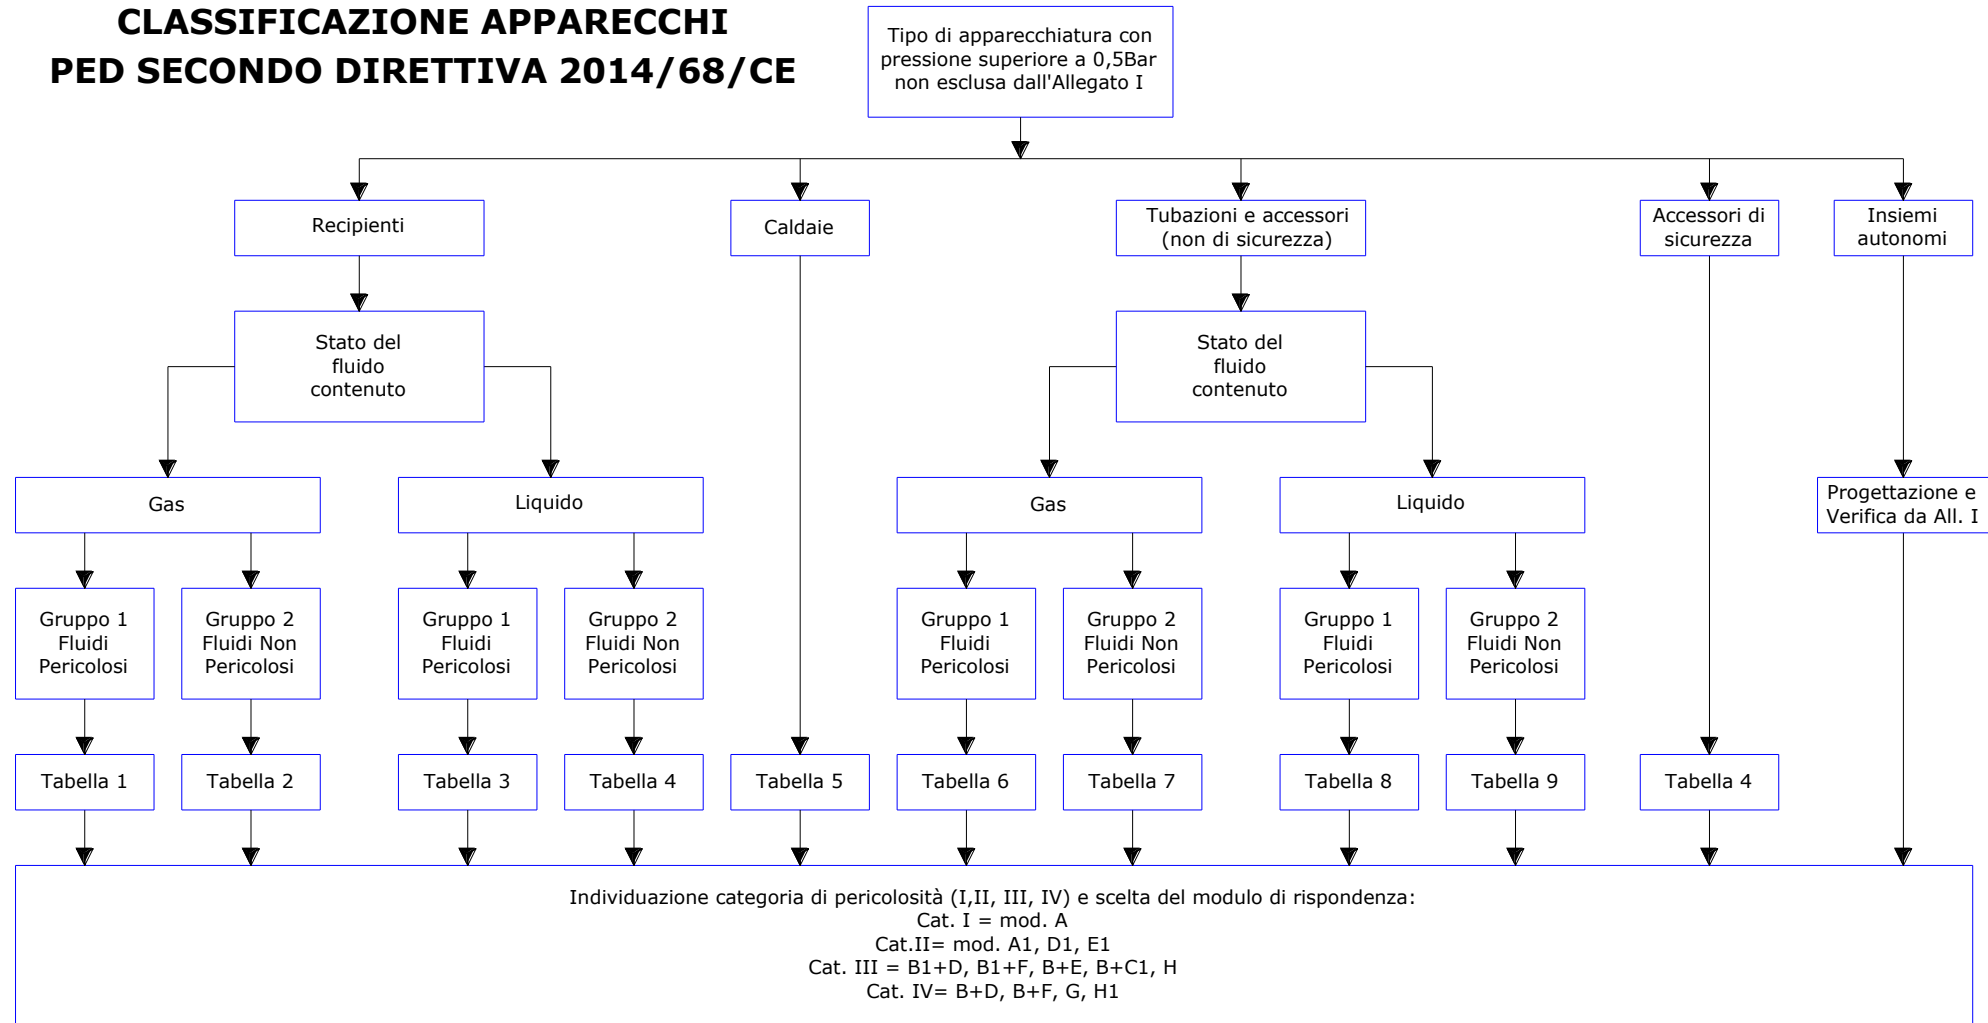 CLASSIFICAZIONE APPARECCHI
PED SECONDO DIRETTIVA 2014/68/CE
Tipo di apparecchiatura con
pressione superiore a 0,5Bar
non esclusa dall'Allegato I
Recipienti
Caldaie
Tubazioni e accessori
(non di sicurezza)
Accessori di
sicurezza
Insiemi
autonomi
Stato del
fluido
contenuto
Stato del
fluido
contenuto
Gas
Liquido
Gas
Liquido
Progettazione e
Verifica da All. I
Gruppo 1
Fluidi
Pericolosi
Gruppo 2
Fluidi Non
Pericolosi
Gruppo 1
Fluidi
Pericolosi
Gruppo 2
Fluidi Non
Pericolosi
Gruppo 1
Fluidi
Pericolosi
Gruppo 2
Fluidi Non
Pericolosi
Gruppo 1
Fluidi
Pericolosi
Gruppo 2
Fluidi Non
Pericolosi
Tabella 1
Tabella 2
Tabella 3
Tabella 4
Tabella 5
Tabella 6
Tabella 7
Tabella 8
Tabella 9
Tabella 4
Individuazione categoria di pericolosità (I,II, III, IV) e scelta del modulo di rispondenza:
Cat. I = mod. A
Cat.II= mod. A1, D1, E1
Cat. III = B1+D, B1+F, B+E, B+C1, H
Cat. IV= B+D, B+F, G, H1